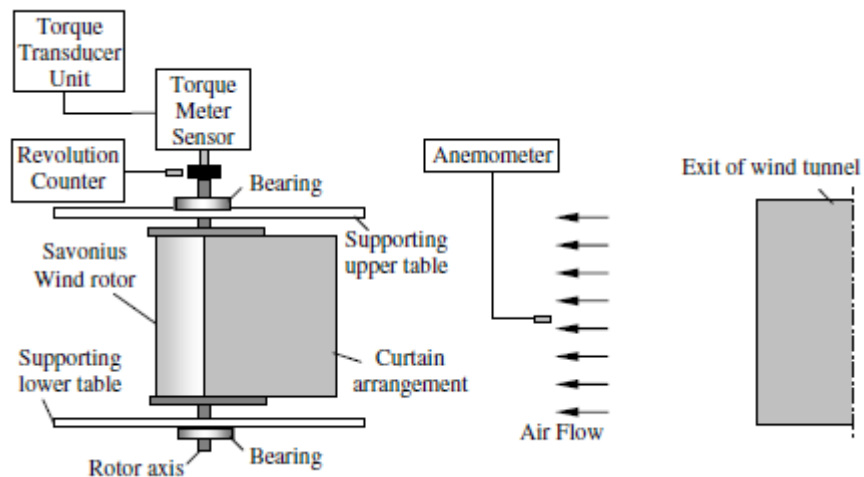 Torque
Transducer
Unit
Torque
Meter
Sensor
Revolution
Counter
Bearing
Anemometer
Exit of wind tunnel
Savonius
Wind rotor
Supporting
upper table
Supporting
lower table
Curtain
arrangement
Air Flow
Rotor axis
Bearing